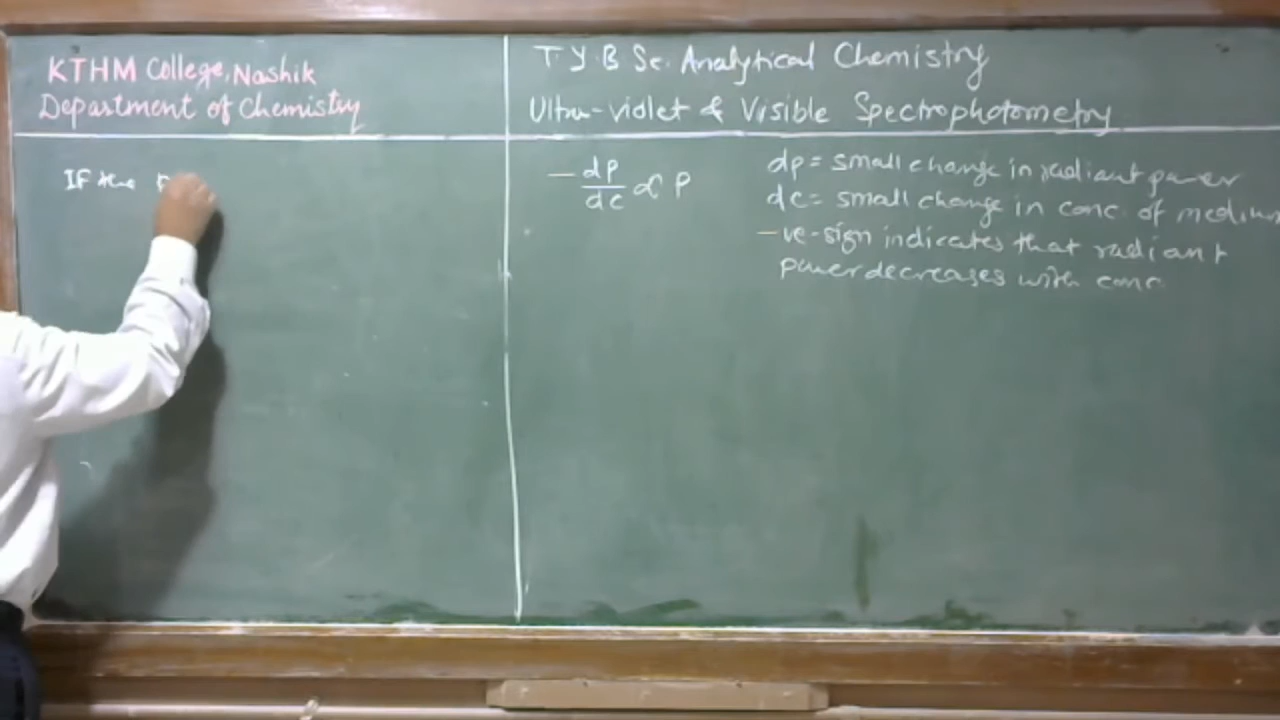 KTHM College, Nashik
Department of Chemistry
T.Y.B Sc. Analytical Chemistry
Ultra-violet & Visible Spectrophotometry
IF the
- dP/dc ∝ P
dp = small change in radiant power
dc = small change in conc. of medium
-ve-sign indicates that radiant
power decreases with conc.